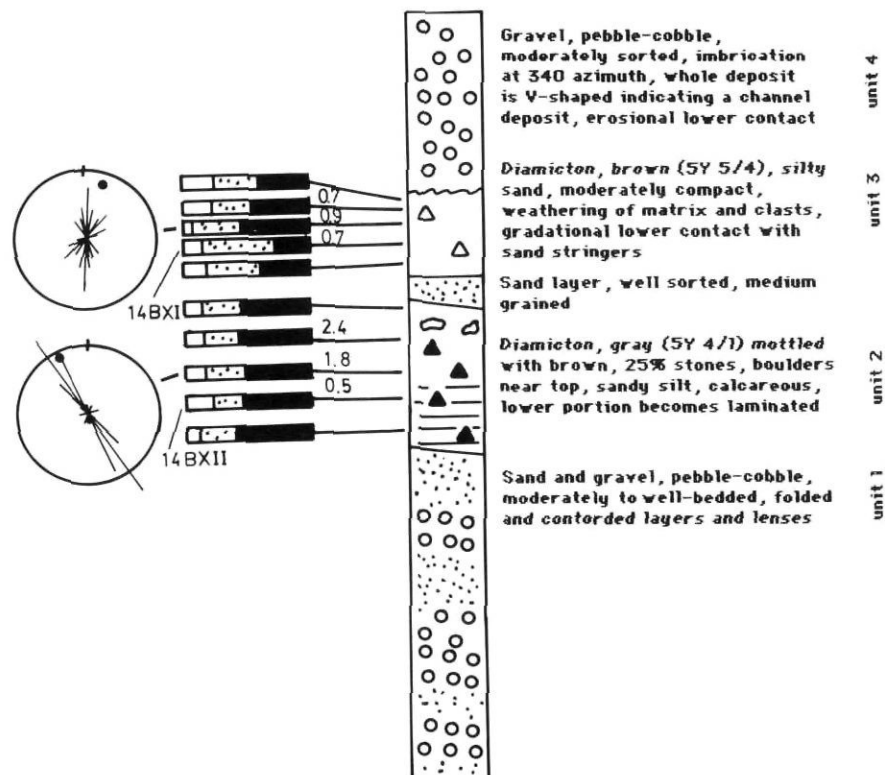 Gravel, pebble-cobble,
moderately sorted, imbrication
at 340 azimuth, whole deposit
is V-shaped indicating a channel
deposit, erosional lower contact
unit 4
Diamicton, brown (5Y 5/4), silty
sand, moderately compact,
weathering of matrix and clasts,
gradational lower contact with
sand stringers
unit 3
0.7
0.9
0.7
14BXI
Sand layer, well sorted, medium
grained
Diamicton, gray (5Y 4/1) mottled
with brown, 25% stones, boulders
near top, sandy silt, calcareous,
lower portion becomes laminated
unit 2
2.4
1.8
0.5
14BXII
Sand and gravel, pebble-cobble,
moderately to well-bedded, folded
and contorded layers and lenses
unit 1